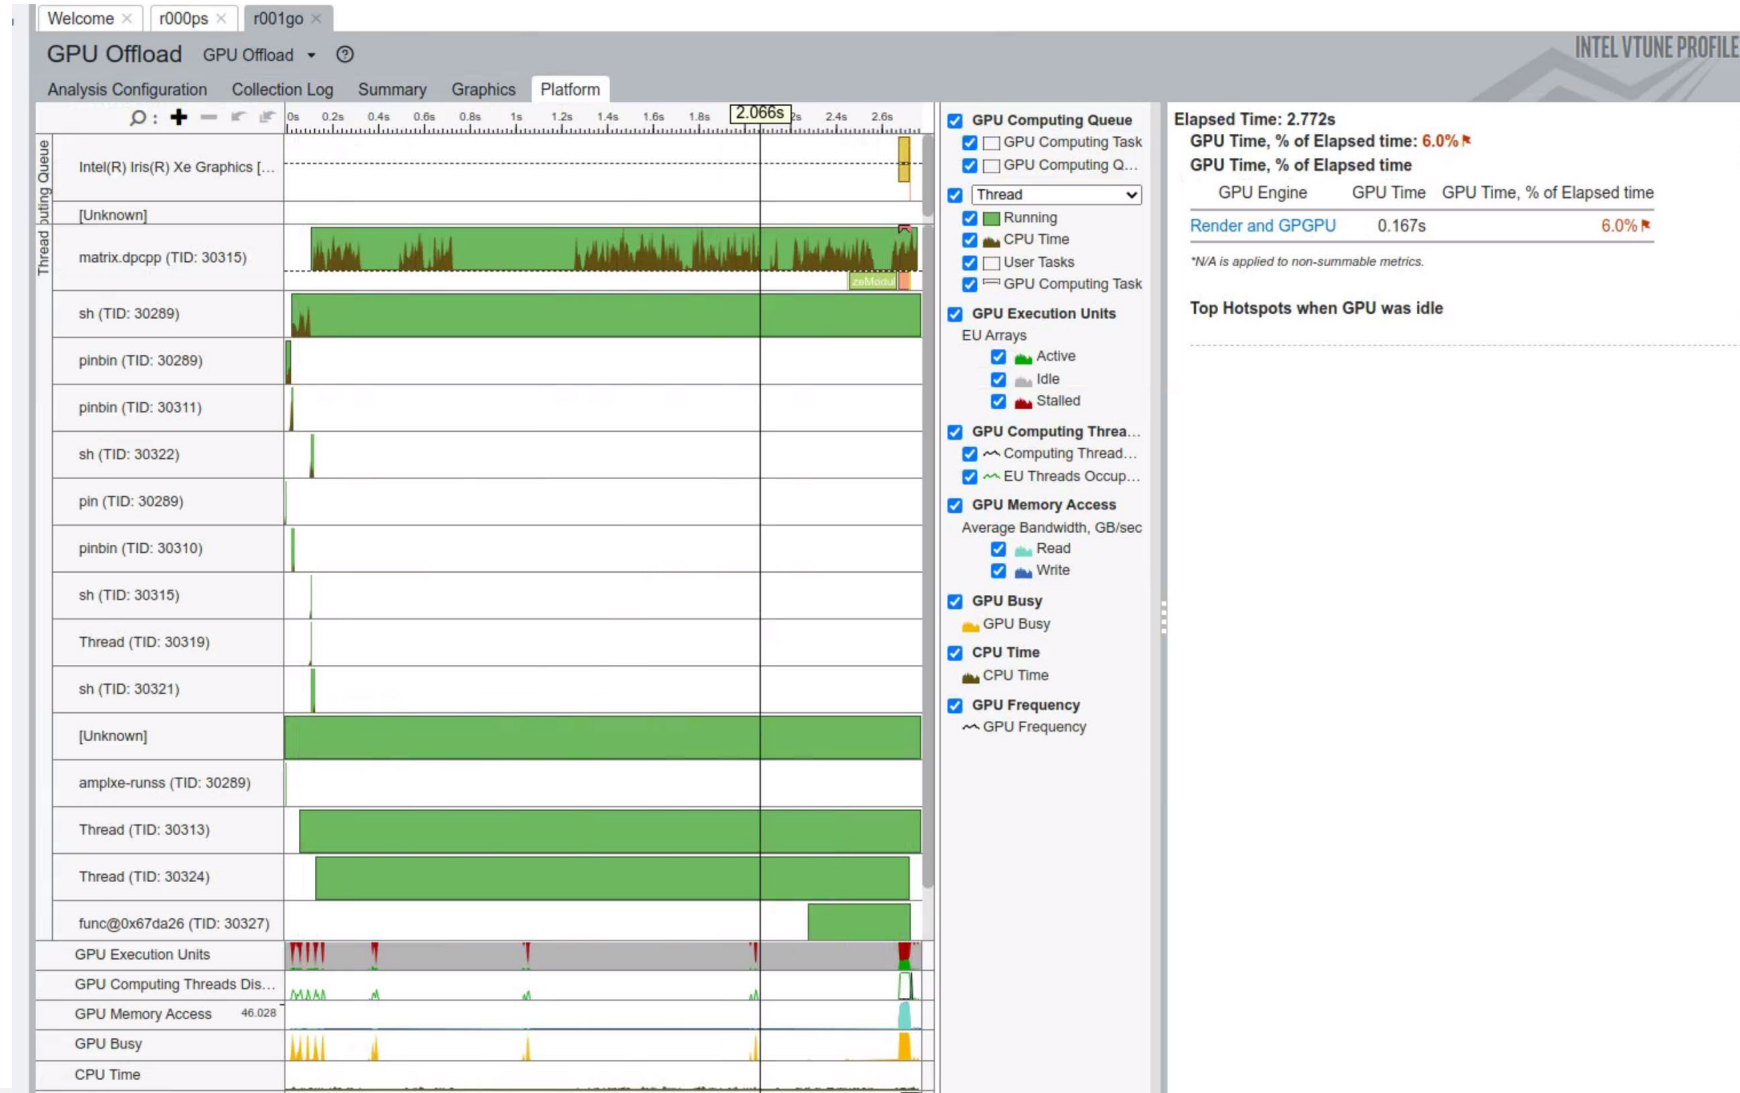 Welcome × r000ps × r001go ×
GPU Offload GPU Offload
INTEL VTUNE PROFILE
Analysis Configuration Collection Log Summary Graphics Platform
0s 0.2s 0.4s 0.6s 0.8s 1s 1.2s 1.4s 1.6s 1.8s 2.066s 2s 2.4s 2.6s
uting Queue
Intel(R) Iris(R) Xe Graphics [...
[Unknown]
Thread
matrix.dpcpp (TID: 30315)
zeModul
sh (TID: 30289)
pinbin (TID: 30289)
pinbin (TID: 30311)
sh (TID: 30322)
pin (TID: 30289)
pinbin (TID: 30310)
sh (TID: 30315)
Thread (TID: 30319)
sh (TID: 30321)
[Unknown]
amplxe-runss (TID: 30289)
Thread (TID: 30313)
Thread (TID: 30324)
func@0x67da26 (TID: 30327)
GPU Execution Units
GPU Computing Threads Dis...
GPU Memory Access 46.028
GPU Busy
CPU Time
GPU Computing Queue
GPU Computing Task
GPU Computing Q...
Thread
Running
CPU Time
User Tasks
GPU Computing Task
GPU Execution Units
EU Arrays
Active
Idle
Stalled
GPU Computing Threa...
Computing Thread...
EU Threads Occup...
GPU Memory Access
Average Bandwidth, GB/sec
Read
Write
GPU Busy
GPU Busy
CPU Time
CPU Time
GPU Frequency
GPU Frequency
Elapsed Time: 2.772s
GPU Time, % of Elapsed time: 6.0%
GPU Time, % of Elapsed time
GPU Engine GPU Time GPU Time, % of Elapsed time
Render and GPGPU 0.167s 6.0%
*N/A is applied to non-summable metrics.
Top Hotspots when GPU was idle